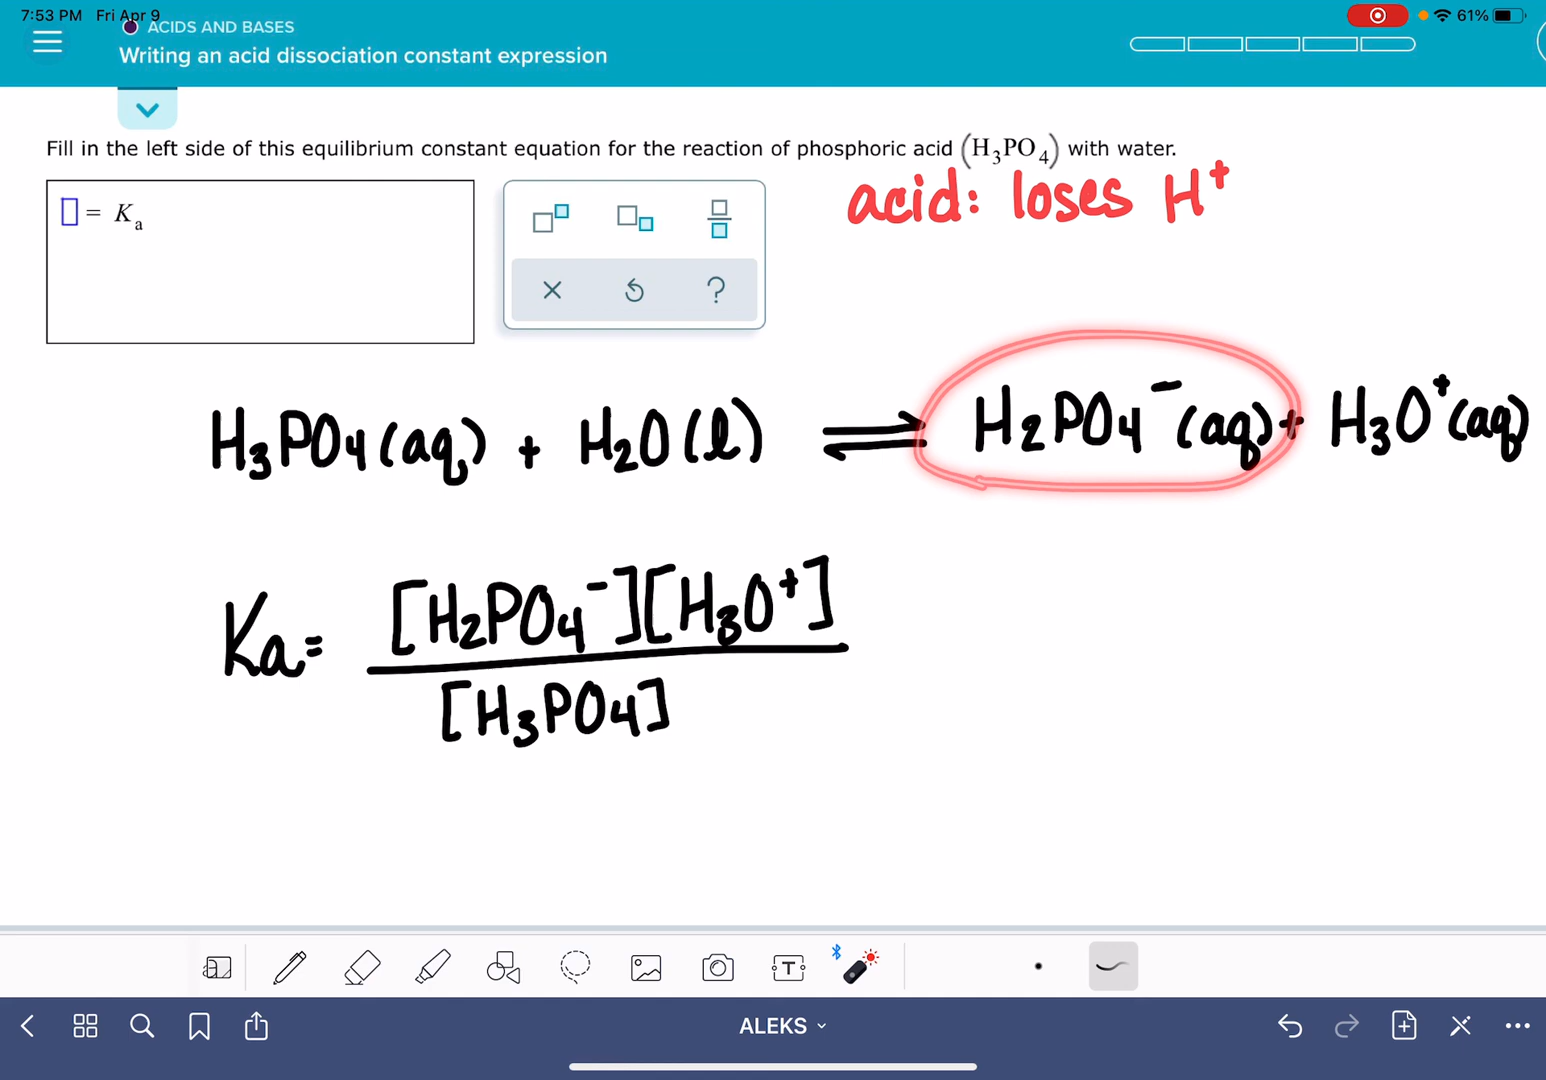 7:53 PM Fri Apr 9
61%
ACIDS AND BASES
Writing an acid dissociation constant expression
Fill in the left side of this equilibrium constant equation for the reaction of phosphoric acid (H₃PO₄) with water.
▯ = Kₐ
?
acid: loses H⁺
H₃PO₄(aq) + H₂O(l) ⇌ H₂PO₄⁻(aq) + H₃O⁺(aq)
Ka = [H₂PO₄⁻][H₃O⁺]
[H₃PO₄]
a
T
ALEKS